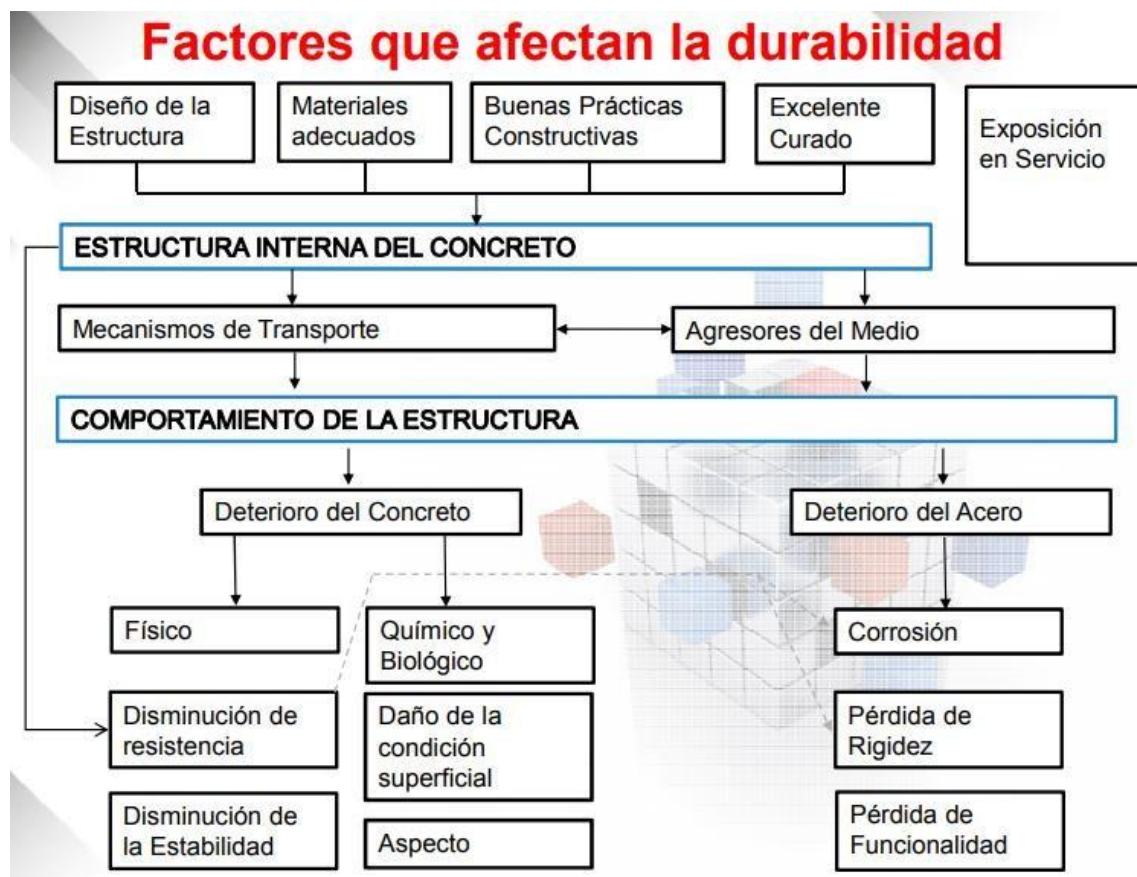 Factores que afectan la durabilidad
Diseño de la
Estructura
Materiales
adecuados
Buenas Prácticas
Constructivas
Excelente
Curado
Exposición
en Servicio
ESTRUCTURA INTERNA DEL CONCRETO
Mecanismos de Transporte
Agresores del Medio
COMPORTAMIENTO DE LA ESTRUCTURA
Deterioro del Concreto
Deterioro del Acero
Físico
Químico y
Biológico
Corrosión
Disminución de
resistencia
Daño de la
condición
superficial
Pérdida de
Rigidez
Disminución de
la Estabilidad
Aspecto
Pérdida de
Funcionalidad